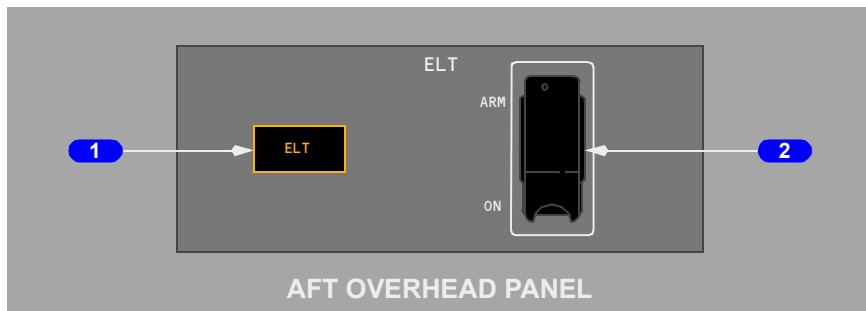 ELT
ARM
1
ELT
2
ON
AFT OVERHEAD PANEL